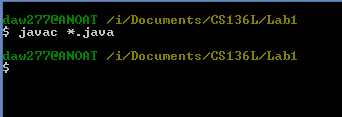 daw277@ANOAT /i/Documents/CS136L/Lab1
$ javac *.java
daw277@ANOAT /i/Documents/CS136L/Lab1
$